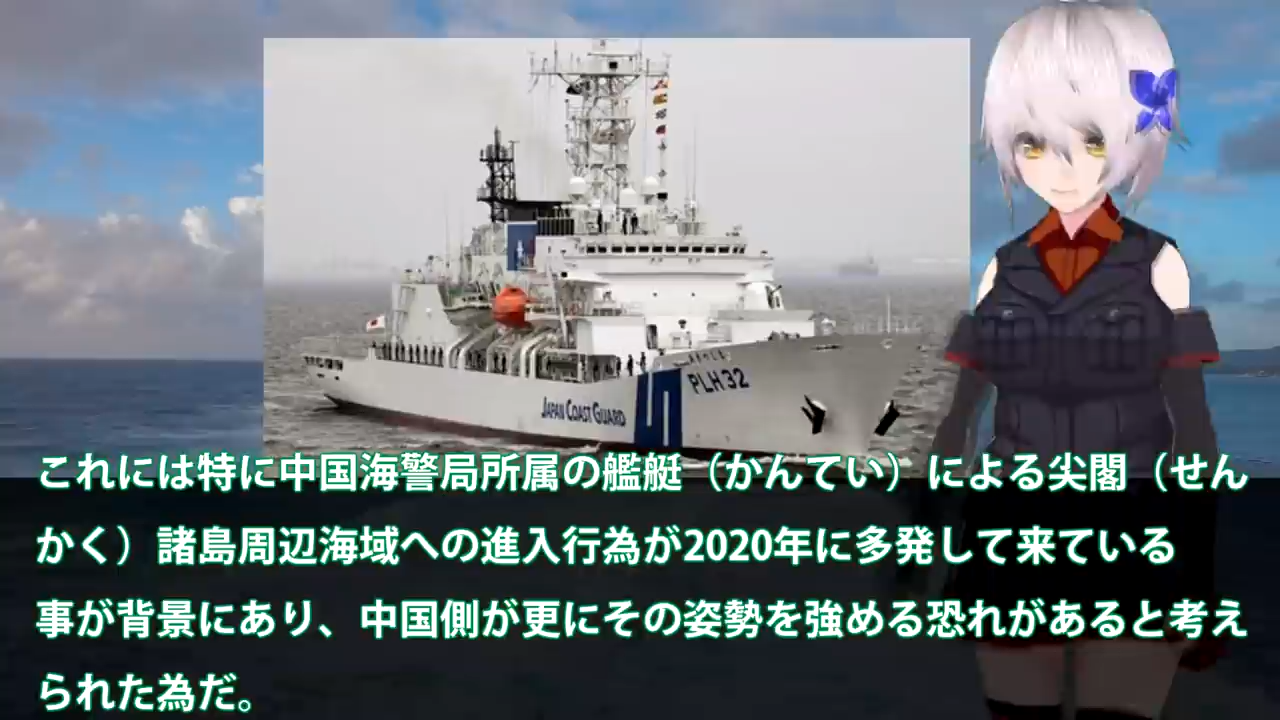 PLH 32
JAPAN COAST GUARD
これには特に中国海警局所属の艦艇（かんてい）による尖閣（せん
かく）諸島周辺海域への進入行為が2020年に多発して来ている
事が背景にあり、中国側が更にその姿勢を強める恐れがあると考え
られた為だ。